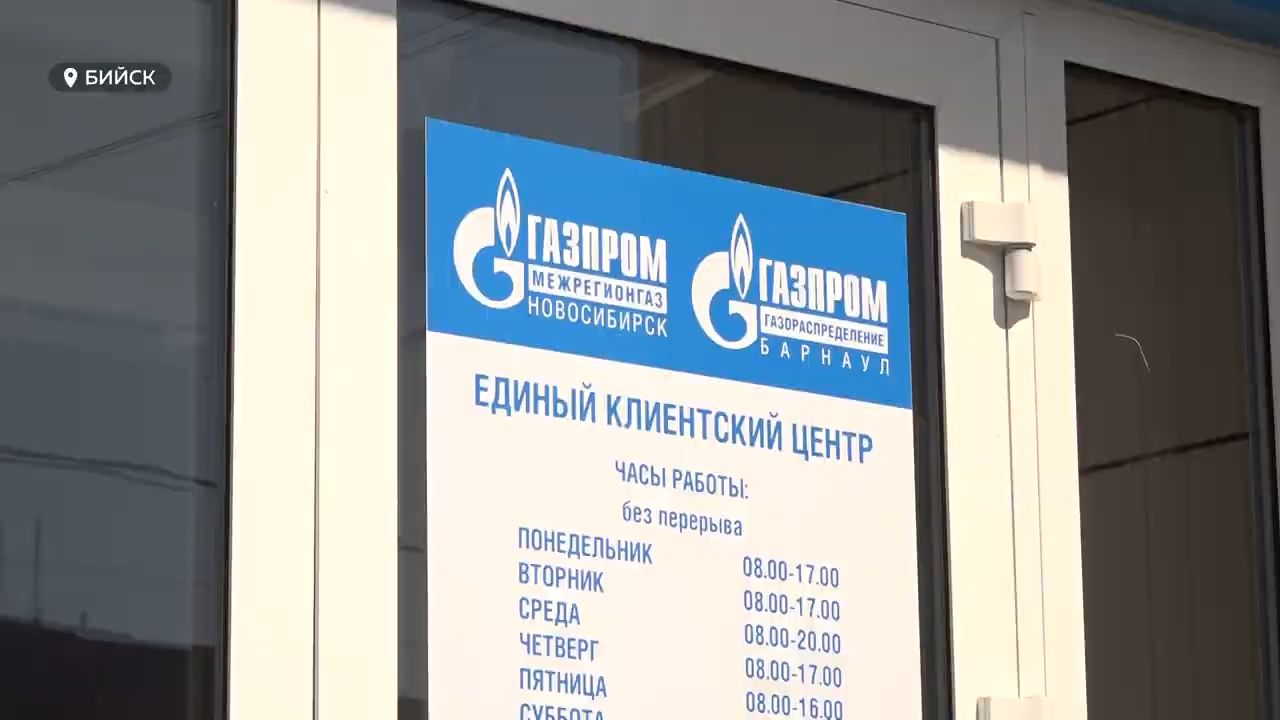 БИЙСК
ГАЗПРОМ
МЕЖРЕГИОНГАЗ
НОВОСИБИРСК
ГАЗПРОМ
ГАЗОРАСПРЕДЕЛЕНИЕ
БАРНАУЛ
ЕДИНЫЙ КЛИЕНТСКИЙ ЦЕНТР
ЧАСЫ РАБОТЫ:
без перерыва
ПОНЕДЕЛЬНИК 08.00-17.00
ВТОРНИК 08.00-17.00
СРЕДА 08.00-20.00
ЧЕТВЕРГ 08.00-17.00
ПЯТНИЦА 08.00-16.00
СУББОТА